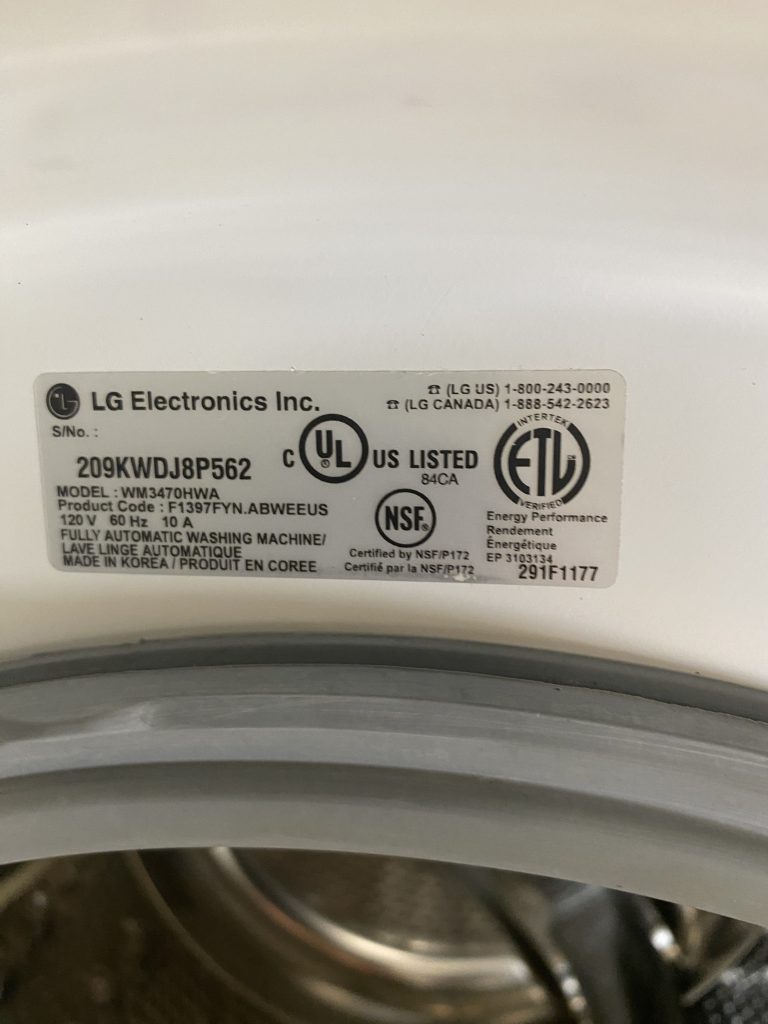 LG LG Electronics Inc.
☎ (LG US) 1-800-243-0000
☎ (LG CANADA) 1-888-542-2623
S/No. :
209KWDJ8P562
MODEL : WM3470HWA
Product Code : F1397FYN.ABWEEUS
120 V 60 Hz 10 A
FULLY AUTOMATIC WASHING MACHINE/
LAVE LINGE AUTOMATIQUE
MADE IN KOREA / PRODUIT EN COREE
C UL ® US LISTED
84CA
NSF®
Certified by NSF/P172
Certifié par la NSF/P172
INTERTEK
ETL
VERIFIED
Energy Performance
Rendement
Énergétique
EP 3103134
291F1177